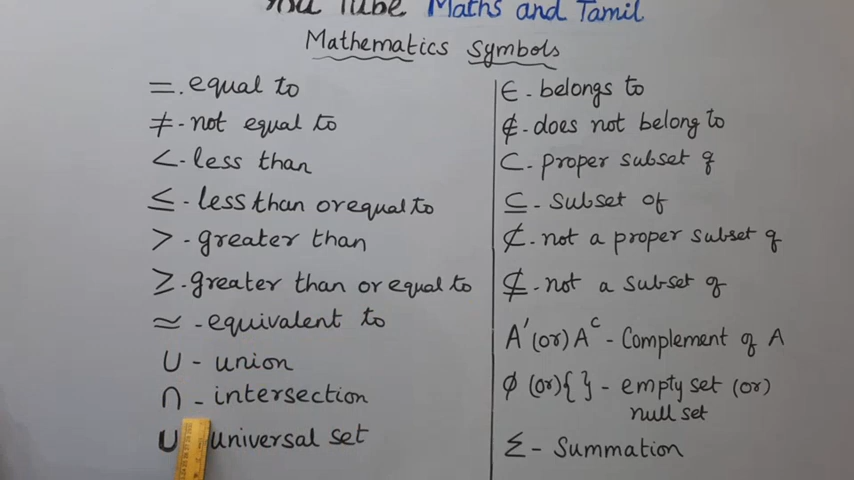 Tube Maths and Tamil
Mathematics Symbols
= - equal to
≠ - not equal to
< - less than
≤ - less than or equal to
> - greater than
≥ - greater than or equal to
≃ - equivalent to
∪ - union
∩ - intersection
U universal set
∈ - belongs to
∉ - does not belong to
⊂ - proper subset of
⊆ - subset of
⊄ - not a proper subset of
⊈ - not a subset of
A′ (or) Aᶜ - Complement of A
φ (or) { } - empty set (or)
null set
Σ - Summation